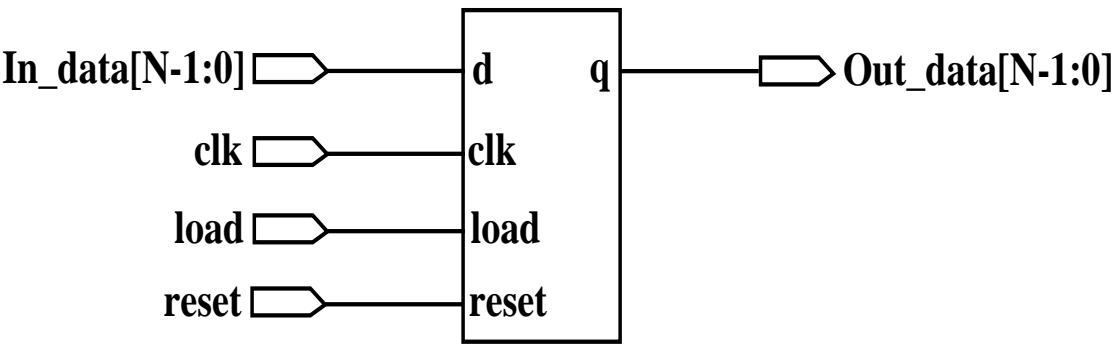 In_data[N-1:0] d q Out_data[N-1:0]
clk clk
load load
reset reset